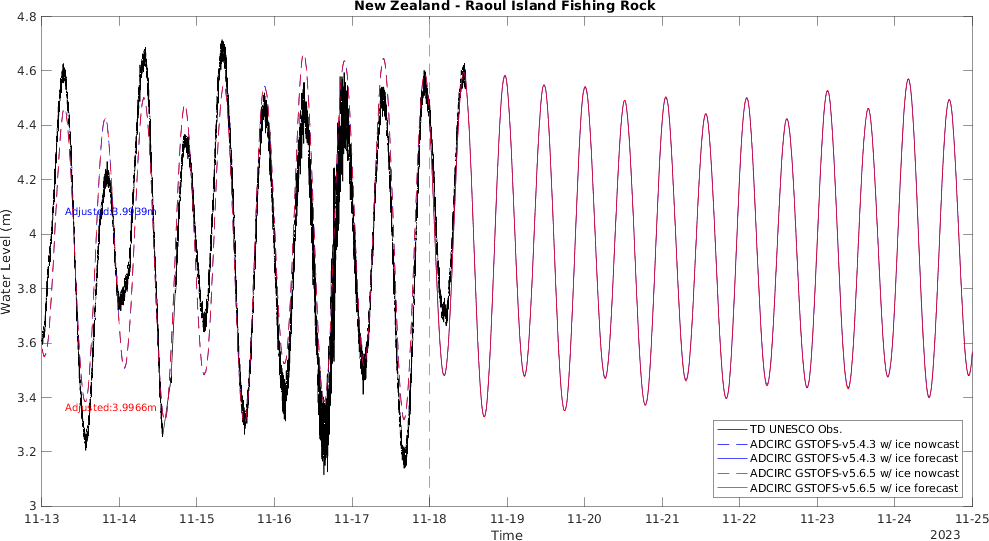 New Zealand - Raoul Island Fishing Rock
4.8
4.6
4.4
4.2
4
3.8
3.6
3.4
3.2
3
Water Level (m)
Adjusted:3.9939m
Adjusted:3.9966m
TD UNESCO Obs.
ADCIRC GSTOFS-v5.4.3 w/ ice nowcast
ADCIRC GSTOFS-v5.4.3 w/ ice forecast
ADCIRC GSTOFS-v5.6.5 w/ ice nowcast
ADCIRC GSTOFS-v5.6.5 w/ ice forecast
11-13 11-14 11-15 11-16 11-17 11-18 11-19 11-20 11-21 11-22 11-23 11-24 11-25
Time
2023